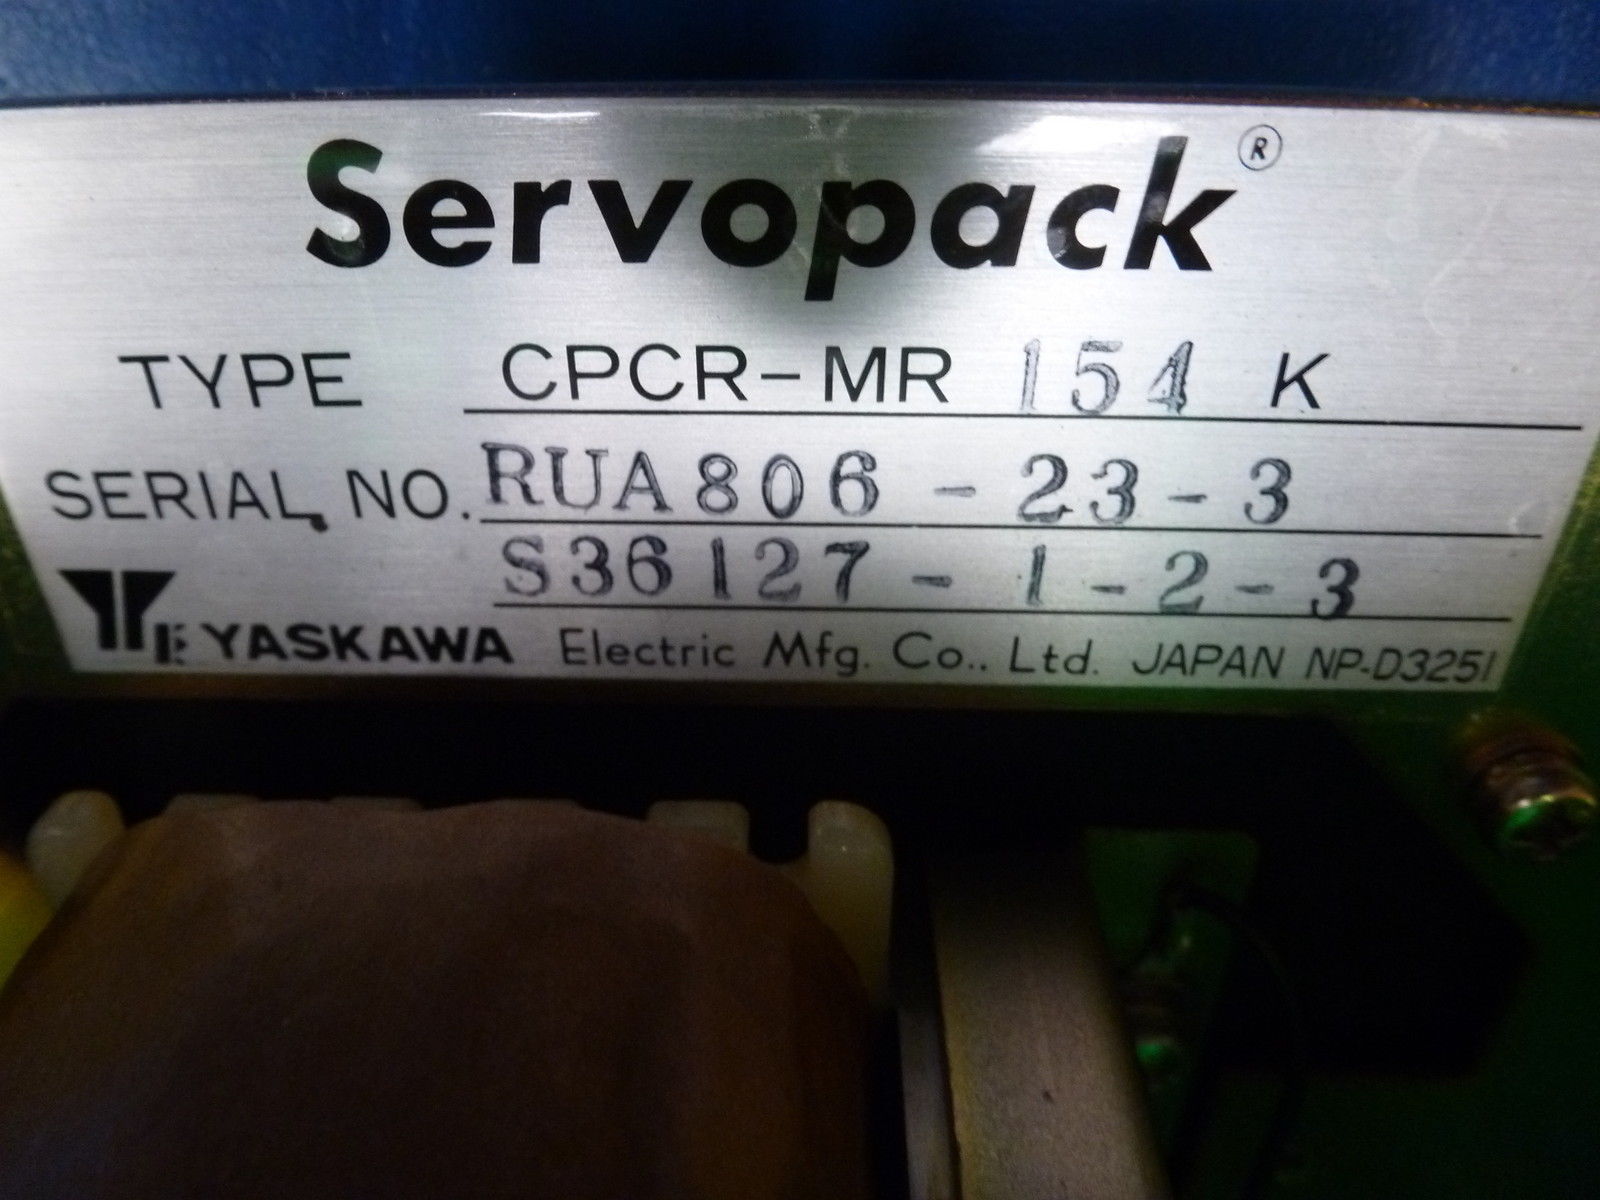 Servopack®
TYPE CPCR-MR 154 K
SERIAL NO. RUA806-23-3
S36127-1-2-3
YE YASKAWA Electric Mfg. Co., Ltd. JAPAN NP-D3251